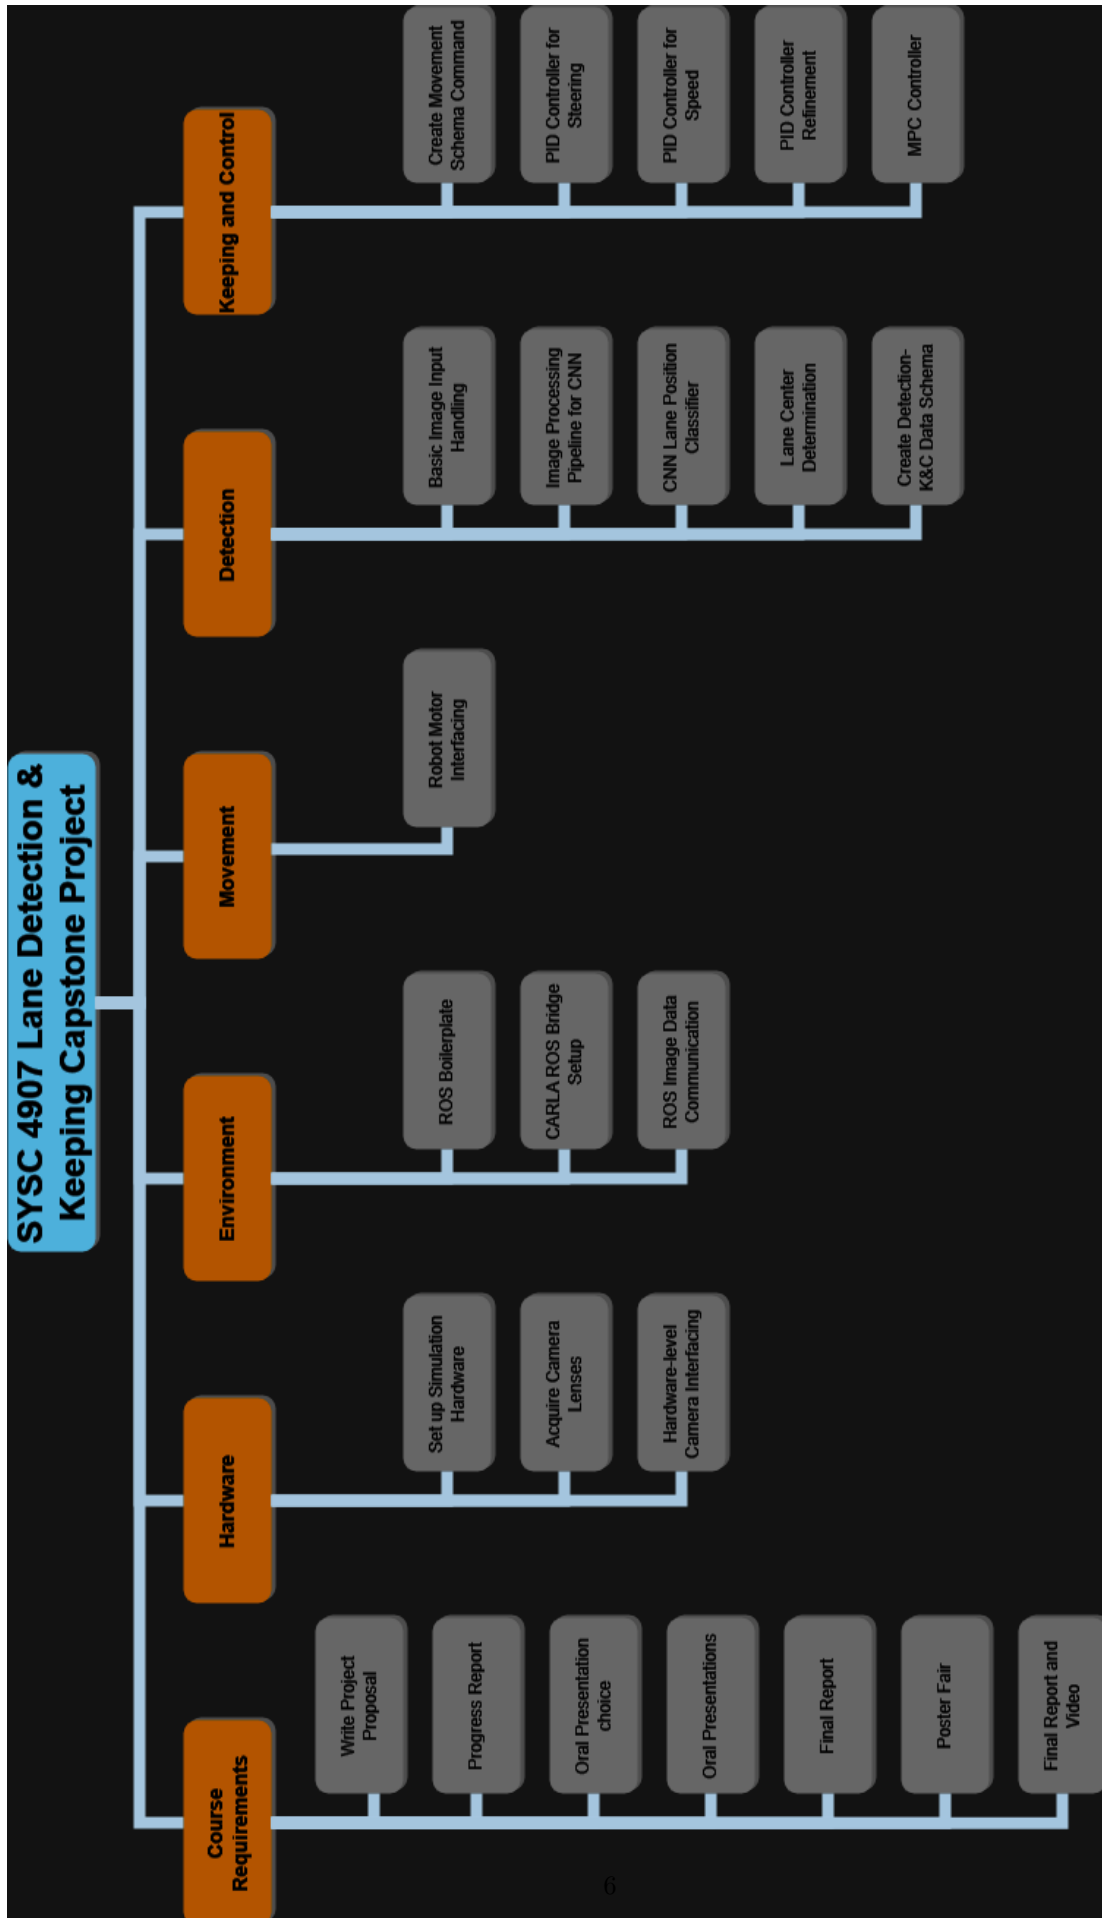 SYSC 4907 Lane Detection &
Keeping Capstone Project
Course
Requirements
Write Project
Proposal
Progress Report
Oral Presentation
choice
Oral Presentations
Final Report
Poster Fair
Final Report and
Video
Hardware
Set up Simulation
Hardware
Acquire Camera
Lenses
Hardware-level
Camera Interfacing
Environment
ROS Boilerplate
CARLA ROS Bridge
Setup
ROS Image Data
Communication
Movement
Robot Motor
Interfacing
Detection
Basic Image Input
Handling
Image Processing
Pipeline for CNN
CNN Lane Position
Classifier
Lane Center
Determination
Create Detection-
K&C Data Schema
Keeping and Control
Create Movement
Schema Command
PID Controller for
Steering
PID Controller for
Speed
PID Controller
Refinement
MPC Controller
6